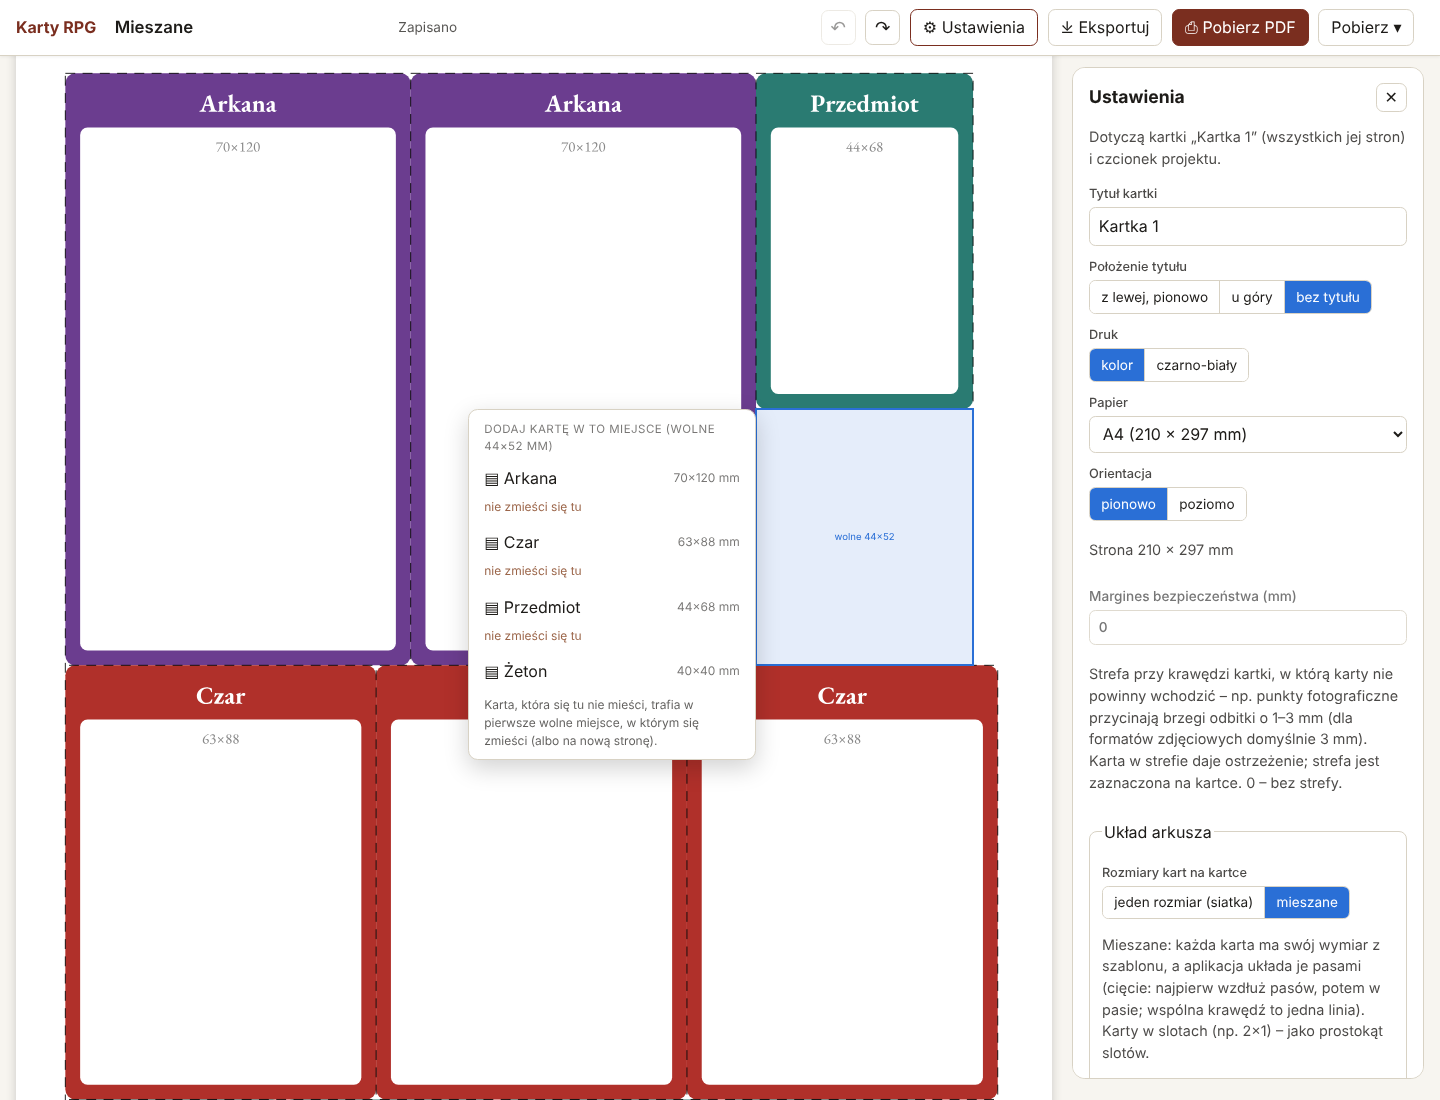 Karty RPG Mieszane Zapisano ↶ ↷ ⚙ Ustawienia Eksportuj ⎙ Pobierz PDF Pobierz ▾
Arkana Arkana Przedmiot
70×120 70×120 44×68
DODAJ KARTĘ W TO MIEJSCE (WOLNE
44×52 MM)
▤ Arkana 70×120 mm
nie zmieści się tu
▤ Czar 63×88 mm
nie zmieści się tu
▤ Przedmiot 44×68 mm
nie zmieści się tu
▤ Żeton 40×40 mm
Karta, która się tu nie mieści, trafia w
pierwsze wolne miejsce, w którym się
zmieści (albo na nową stronę).
wolne 44×52
Czar Czar
63×88 63×88
Ustawienia ✕
Dotyczą kartki „Kartka 1” (wszystkich jej stron)
i czcionek projektu.
Tytuł kartki
Kartka 1
Położenie tytułu
z lewej, pionowo u góry bez tytułu
Druk
kolor czarno-biały
Papier
A4 (210 × 297 mm)
Orientacja
pionowo poziomo
Strona 210 × 297 mm
Margines bezpieczeństwa (mm)
0
Strefa przy krawędzi kartki, w którą karty nie
powinny wchodzić – np. punkty fotograficzne
przycinają brzegi odbitki o 1–3 mm (dla
formatów zdjęciowych domyślnie 3 mm).
Karta w strefie daje ostrzeżenie; strefa jest
zaznaczona na kartce. 0 – bez strefy.
Układ arkusza
Rozmiary kart na kartce
jeden rozmiar (siatka) mieszane
Mieszane: każda karta ma swój wymiar z
szablonu, a aplikacja układa je pasami
(cięcie: najpierw wzdłuż pasów, potem w
pasie; wspólna krawędź to jedna linia).
Karty w slotach (np. 2×1) – jako prostokąt
slotów.